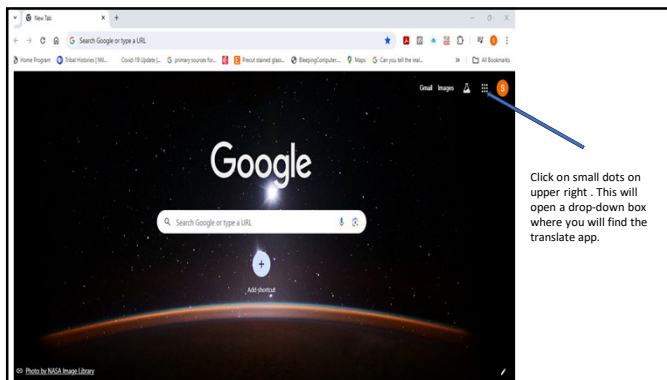 New Tab
Search Google or type a URL
Home Program
Tribal Histories | Mil...
Covid-19 Update |...
primary sources for...
Precut stained glass...
BleepingComputer...
Maps
Can you tell the real...
»
All Bookmarks
Gmail
Images
S
Google
Search Google or type a URL
Add shortcut
Photo by NASA Image Library
Click on small dots on
upper right . This will
open a drop-down box
where you will find the
translate app.